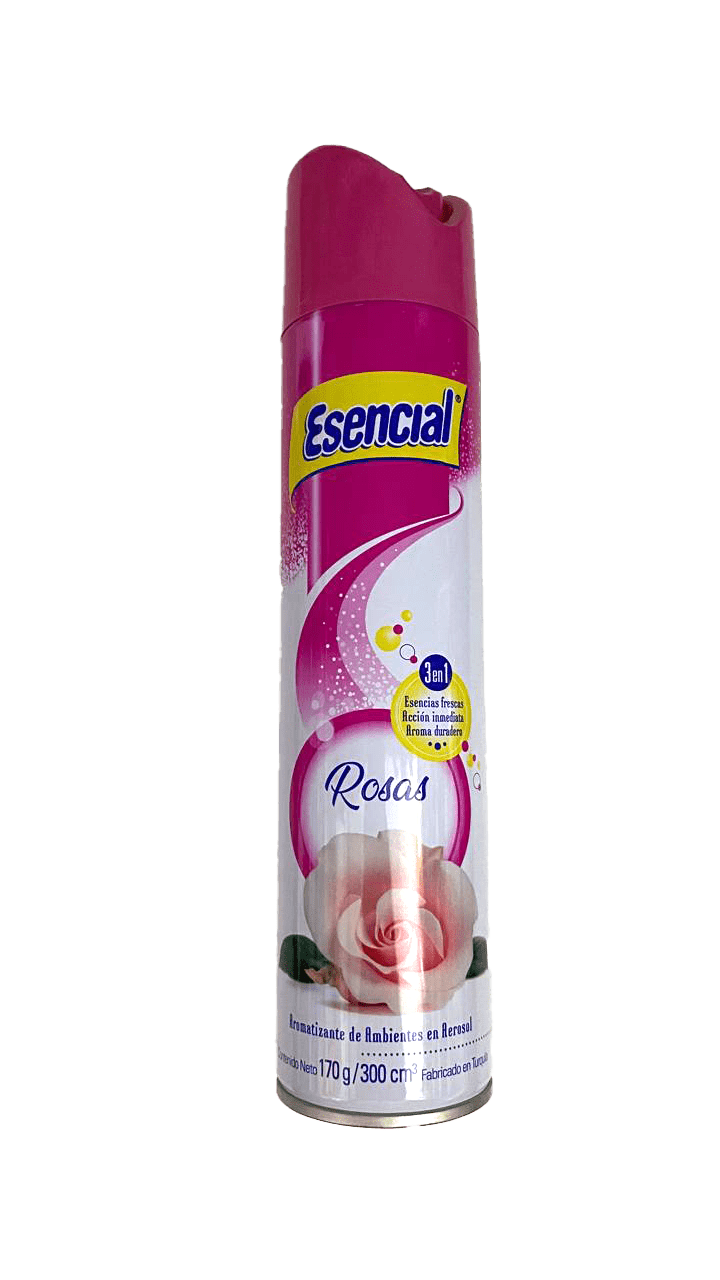 Esencial®
3 en 1
Esencias frescas
Acción inmediata
Aroma duradero
Rosas
Aromatizante de Ambientes en Aerosol
Neto 170 g/300 cm³ Fabricado en Turquía